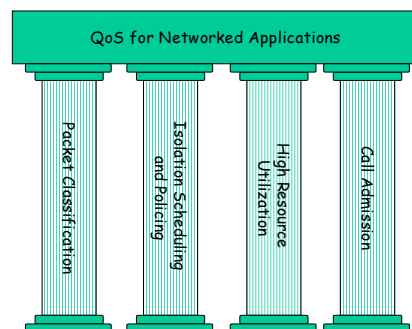 QoS for Networked Applications
Packet Classification
Isolation Scheduling
and Policing
High Resource
Utilization
Call Admission